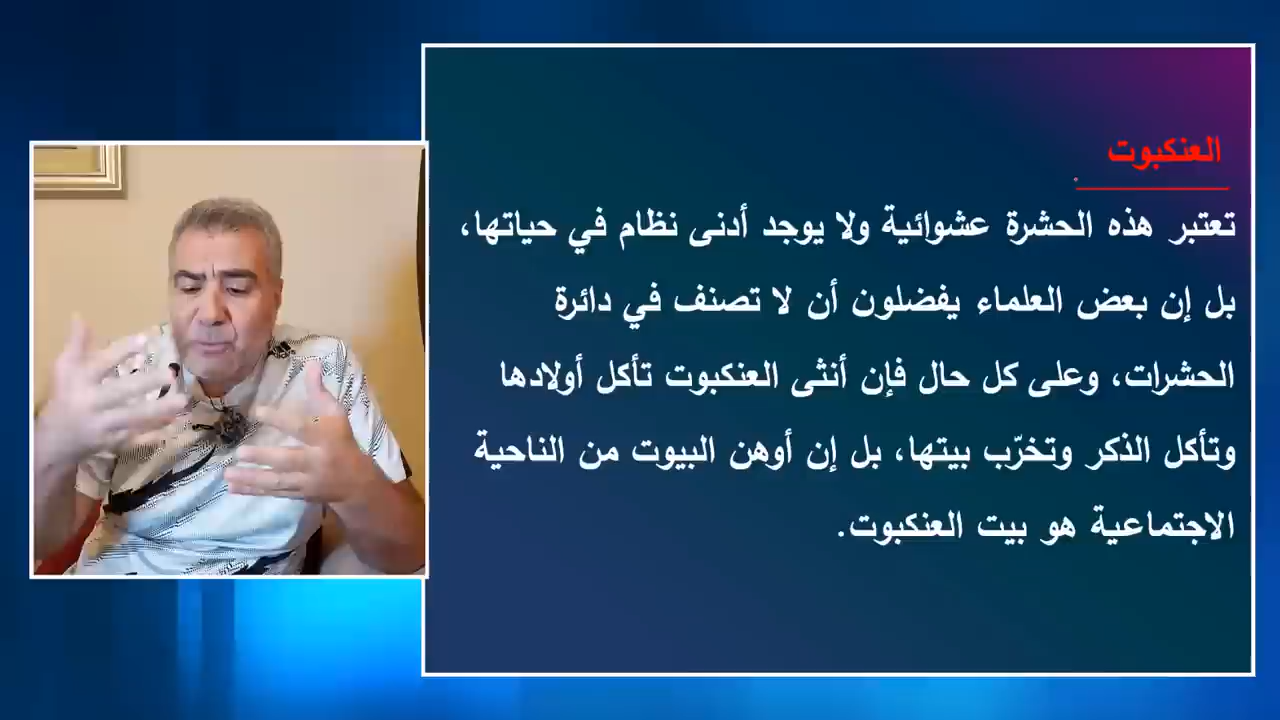 العنكبوت
تعتبر هذه الحشرة عشوائية ولا يوجد أدنى نظام في حياتها،
بل إن بعض العلماء يفضلون أن لا تصنف في دائرة
الحشرات، وعلى كل حال فإن أنثى العنكبوت تأكل أولادها
وتأكل الذكر وتخرّب بيتها، بل إن أوهن البيوت من الناحية
الاجتماعية هو بيت العنكبوت.